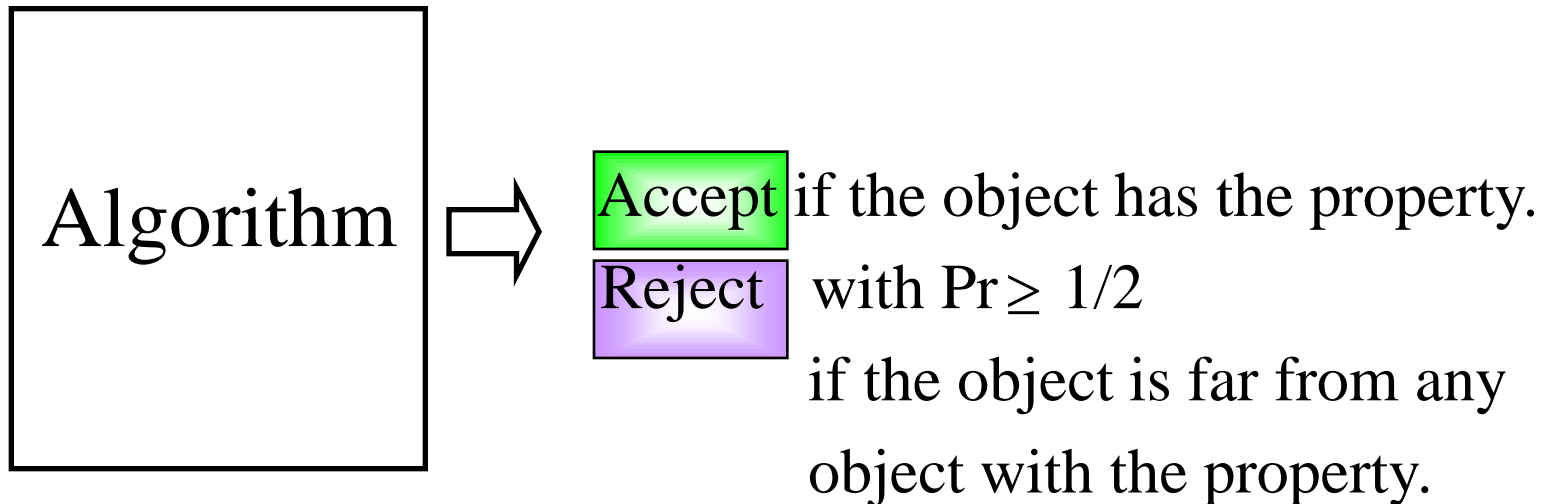 Algorithm
Accept if the object has the property.
Reject with Pr ≥ 1/2
if the object is far from any
object with the property.